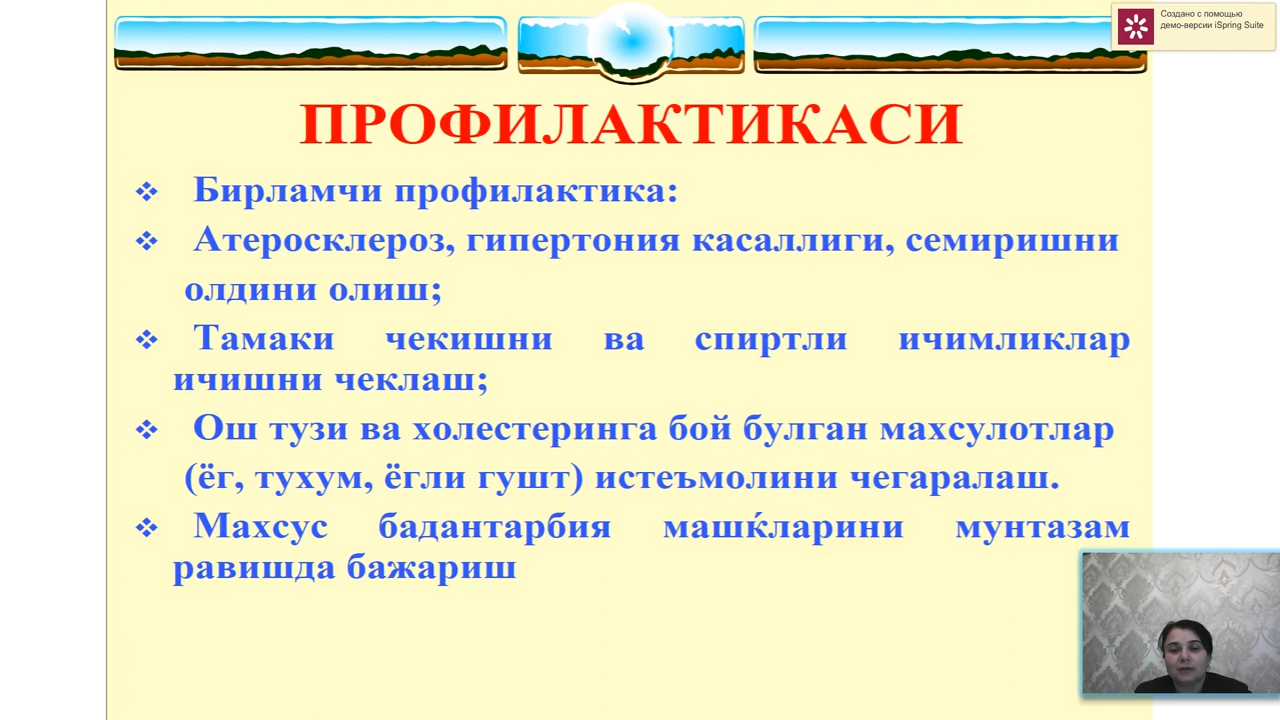 Создано с помощью
демо-версии iSpring Suite
ПРОФИЛАКТИКАСИ
Бирламчи профилактика:
Атеросклероз, гипертония касаллиги, семиришни
олдини олиш;
Тамаки чекишни ва спиртли ичимликлар
ичишни чеклаш;
Ош тузи ва холестеринга бой булган махсулотлар
(ёг, тухум, ёгли гушт) истеъмолини чегаралаш.
Махсус бадантарбия машќларини мунтазам
равишда бажариш